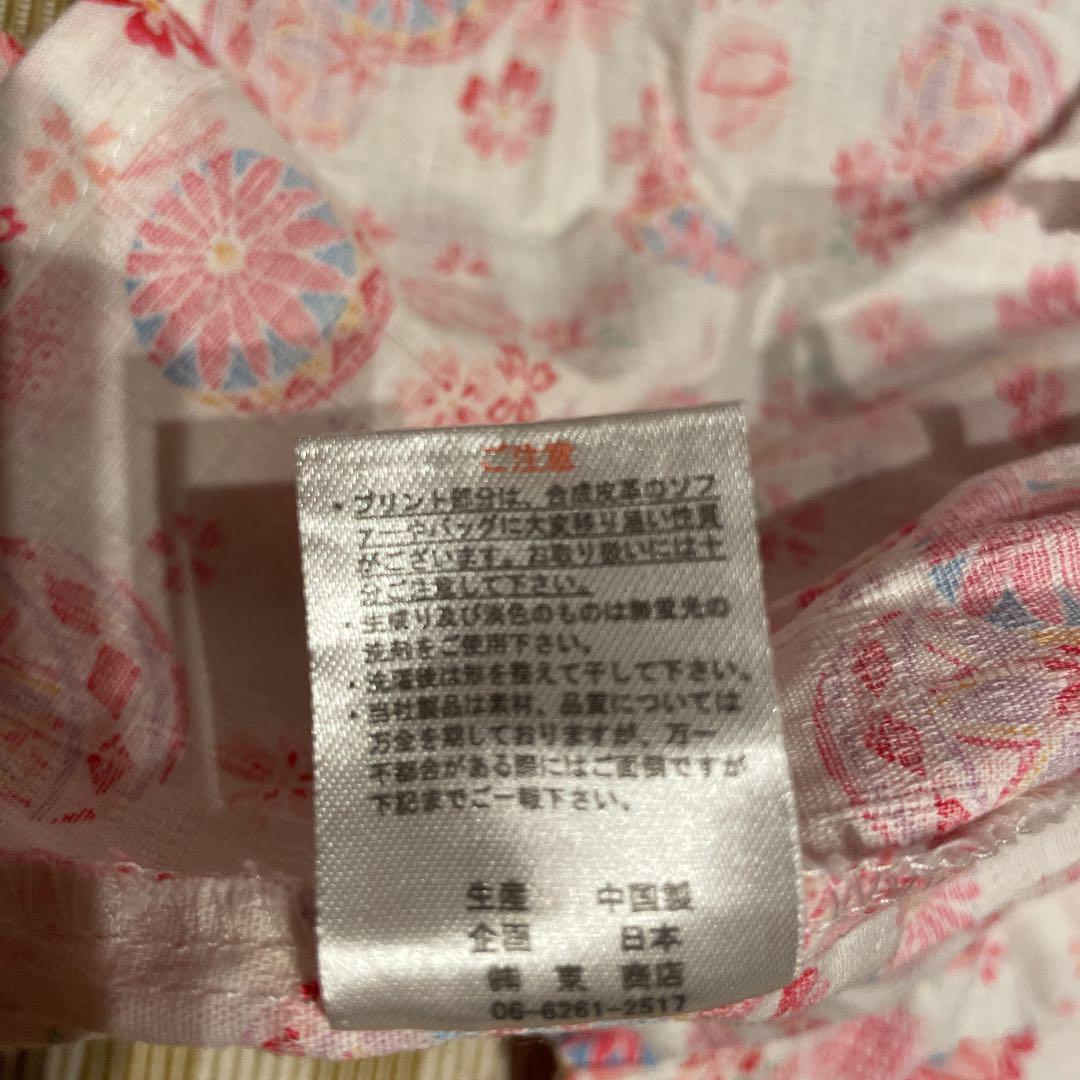 ご注意
・プリント部分は、合成皮革のソフ
ァーやバッグに大変移り易い性質
がございます。お取り扱いには十
分ご注意して下さい。
・生成り及び淡色のものは無蛍光の
洗剤をご使用下さい。
・洗濯後は形を整えて干して下さい。
・当社製品は素材、品質については
万全を期しておりますが、万一
不都合がある際にはご面倒ですが
下記までご一報下さい。
生産 中国製
企画 日本
㈱ 東 商店
06-6261-2517